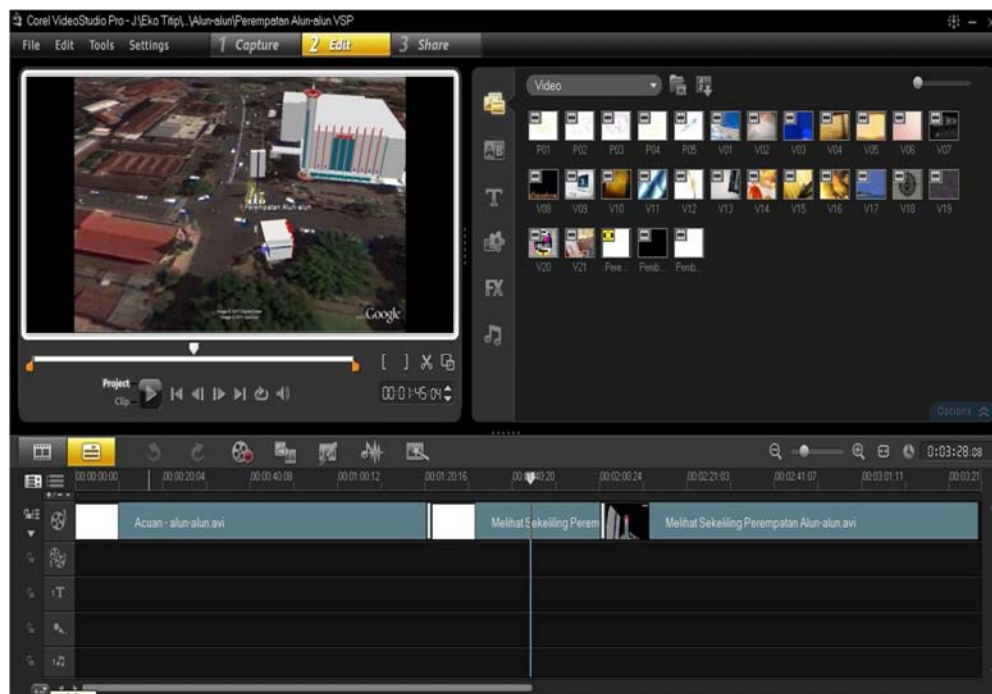 Corel VideoStudio Pro - J:\Eko Titip\..\Alun-alun\Perempatan Alun-alun.VSP
File Edit Tools Settings 1 Capture 2 Edit 3 Share
Video
P01 P02 P03 P04 P05 V01 V02 V03 V04 V05 V06 V07
V08 V09 V10 V11 V12 V13 V14 V15 V16 V17 V18 V19
V20 V21 Pere... Pemb... Pemb...
Perempatan Alun-alun
Google
Project
Clip
00:01:45:04
Options
0:03:28:08
00:00:00:00 00:00:20:04 00:00:40:08 00:01:00:12 00:01:20:16 00:02:00:24 00:02:21:03 00:02:41:07 00:03:01:11 00:03:21
Acuan - alun-alun.avi Melihat Sekeliling Perem Melihat Sekeliling Perempatan Alun-alun.avi